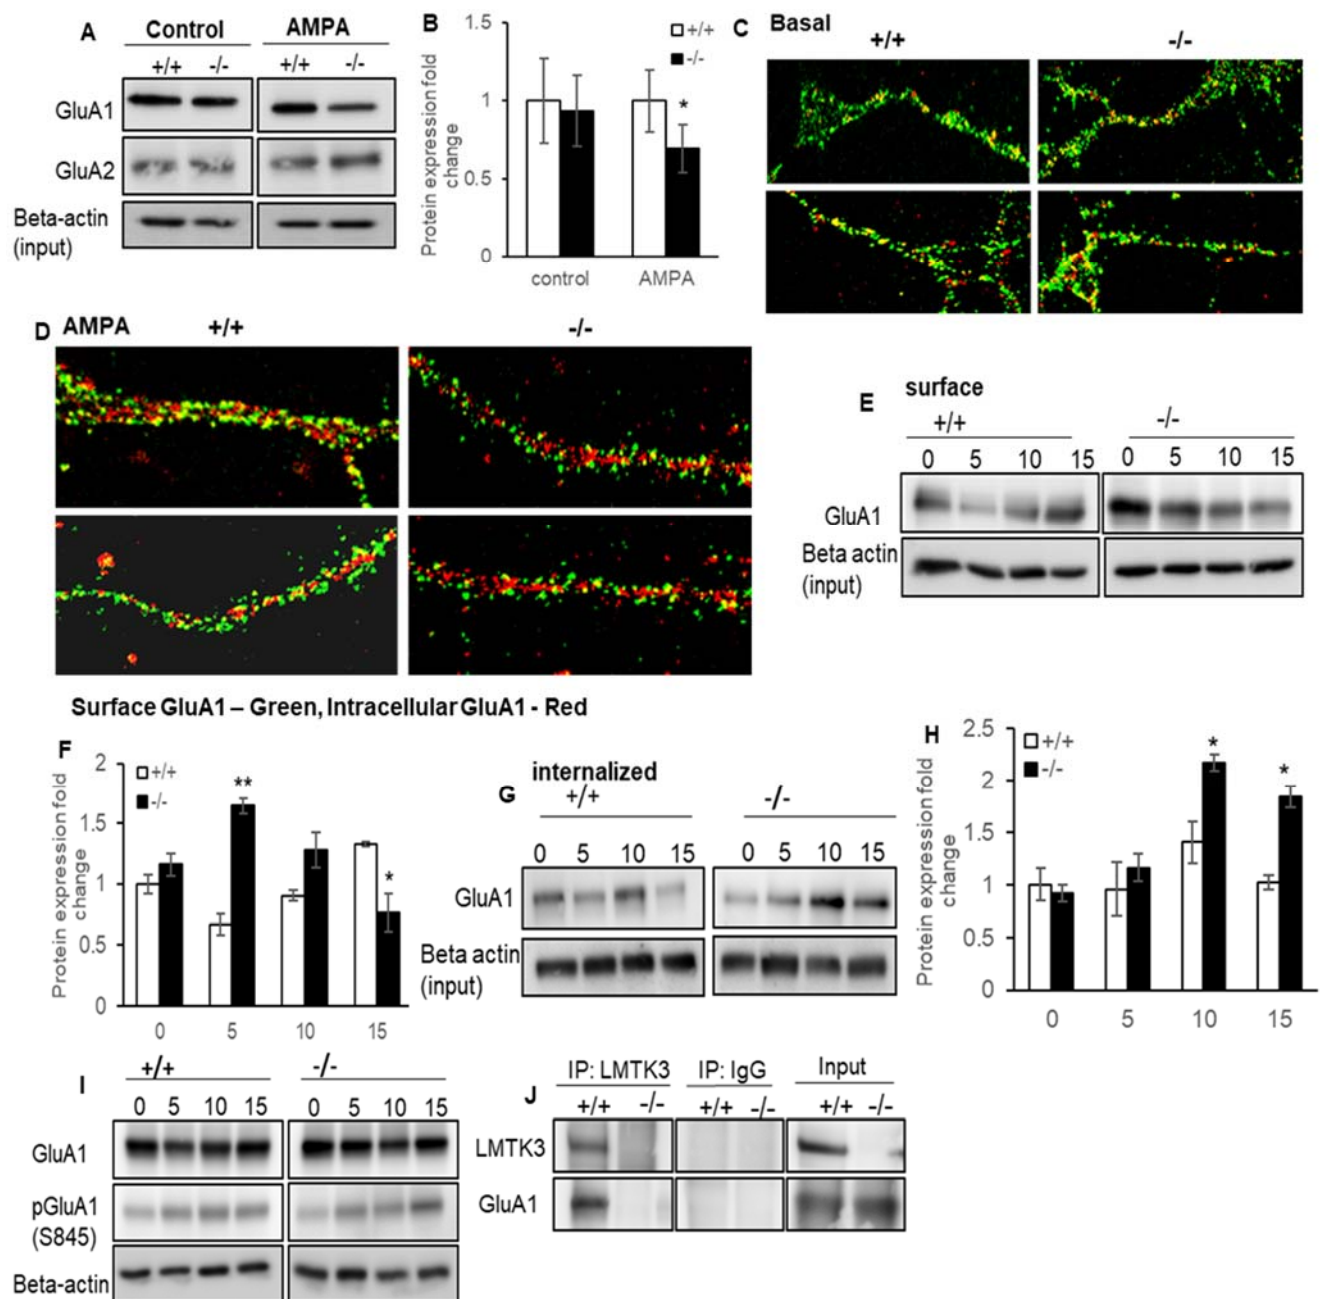 A Control AMPA
+/+ -/- +/+ -/-
GluA1
GluA2
Beta-actin
(input)
B
Protein expression fold
change
1.5
1
0.5
0
+/+
-/-
*
control AMPA
C Basal
+/+ -/-
D AMPA +/+ -/-
Surface GluA1 – Green, Intracellular GluA1 - Red
E surface
+/+ -/-
0 5 10 15 0 5 10 15
GluA1
Beta actin
(input)
F
Protein expression fold
change
2
1.5
1
0.5
0
+/+
-/-
**
*
0 5 10 15
G internalized
+/+ -/-
0 5 10 15 0 5 10 15
GluA1
Beta actin
(input)
H
Protein expression fold
change
2.5
2
1.5
1
0.5
0
+/+
-/-
*
*
0 5 10 15
I +/+ -/-
0 5 10 15 0 5 10 15
GluA1
pGluA1
(S845)
Beta-actin
J IP: LMTK3 IP: IgG Input
+/+ -/- +/+ -/- +/+ -/-
LMTK3
GluA1